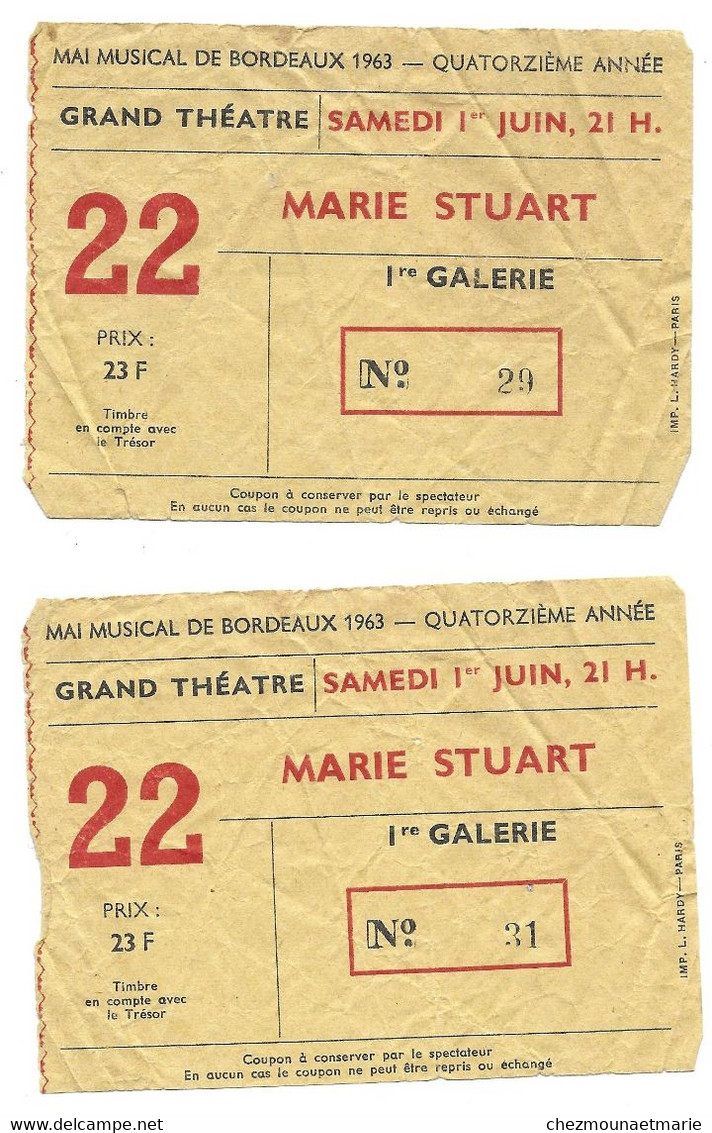 MAI MUSICAL DE BORDEAUX 1963 — QUATORZIÈME ANNÉE
GRAND THÉATRE SAMEDI 1er JUIN, 21 H.
22
MARIE STUART
1re GALERIE
PRIX :
23 F
No 29
Timbre
en compte avec
le Trésor
IMP. L. HARDY—PARIS
Coupon à conserver par le spectateur
En aucun cas le coupon ne peut être repris ou échangé
MAI MUSICAL DE BORDEAUX 1963 — QUATORZIÈME ANNÉE
GRAND THÉATRE SAMEDI 1er JUIN, 21 H.
22
MARIE STUART
1re GALERIE
PRIX :
23 F
No 31
Timbre
en compte avec
le Trésor
IMP. L. HARDY—PARIS
Coupon à conserver par le spectateur
En aucun cas le coupon ne peut être repris ou échangé
delcampe.net
chezmounaetmarie